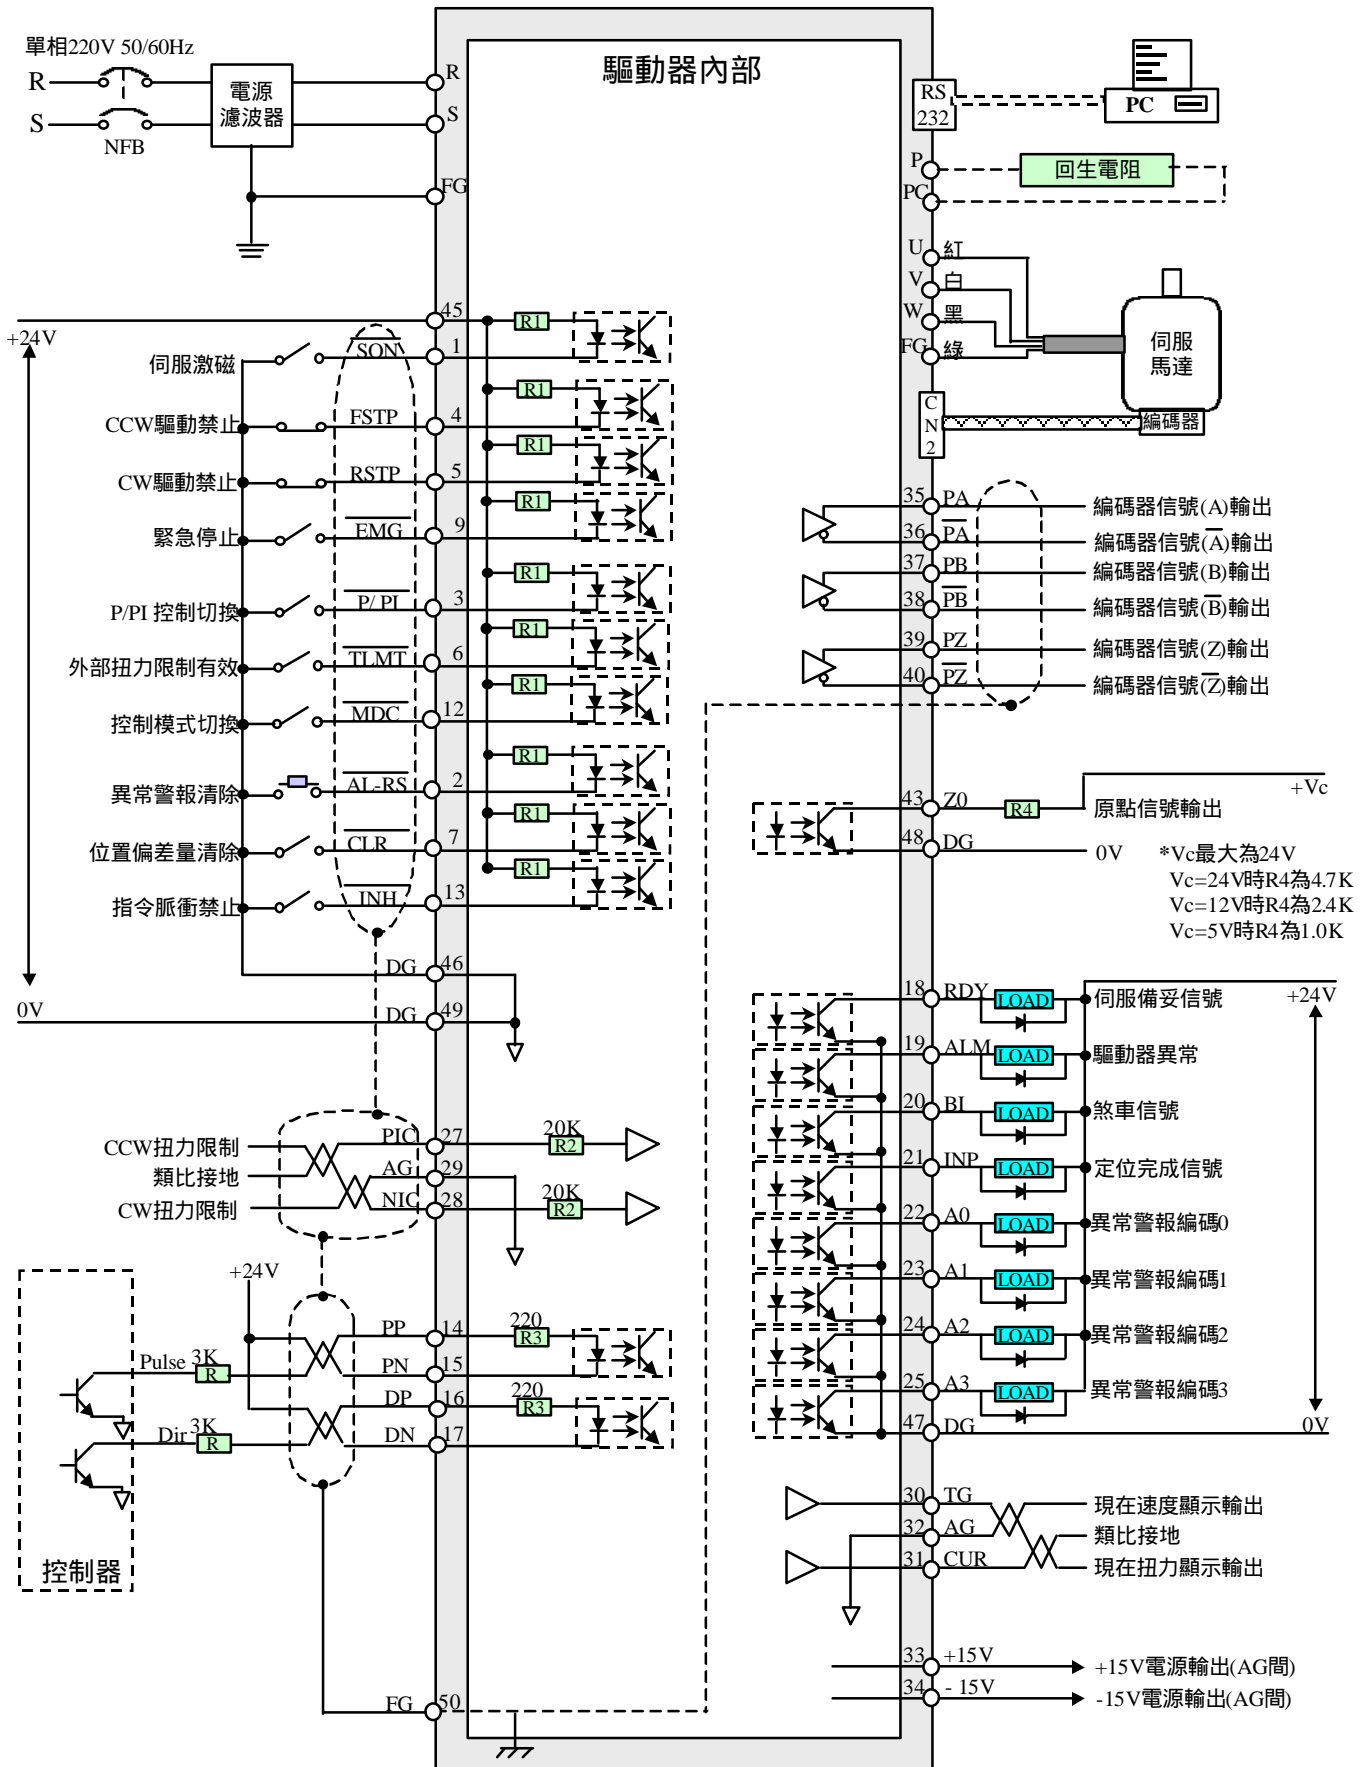 單相220V 50/60Hz
R
S
NFB
電源
濾波器
R
S
FG
驅動器內部
RS
232
PC
P
PC
回生電阻
U 紅
V 白
W 黑
FG 綠
伺服
馬達
C
N
2
編碼器
+24V
0V
45
R1
伺服激磁 SON 1
R1
CCW驅動禁止 FSTP 4
R1
CW驅動禁止 RSTP 5
R1
緊急停止 EMG 9
R1
P/PI 控制切換 P/PI 3
R1
外部扭力限制有效 TLMT 6
R1
控制模式切換 MDC 12
R1
異常警報清除 AL-RS 2
R1
位置偏差量清除 CLR 7
R1
指令脈衝禁止 INH 13
DG 46
DG 49
35 PA 編碼器信號(A)輸出
36 P̅A̅ 編碼器信號(A̅)輸出
37 PB 編碼器信號(B)輸出
38 P̅B̅ 編碼器信號(B̅)輸出
39 PZ 編碼器信號(Z)輸出
40 P̅Z̅ 編碼器信號(Z̅)輸出
+Vc
43 Z0 R4 原點信號輸出
48 DG 0V
*Vc最大為24V
Vc=24V時R4為4.7K
Vc=12V時R4為2.4K
Vc=5V時R4為1.0K
18 RDY LOAD 伺服備妥信號
+24V
19 ALM LOAD 驅動器異常
20 BI LOAD 煞車信號
21 INP LOAD 定位完成信號
22 A0 LOAD 異常警報編碼0
23 A1 LOAD 異常警報編碼1
24 A2 LOAD 異常警報編碼2
25 A3 LOAD 異常警報編碼3
47 DG 0V
CCW扭力限制 PIC 27 20K R2
類比接地 AG 29
CW扭力限制 NIC 28 20K R2
+24V
PP 14 220 R3
Pulse 3K R PN 15
DP 16 220 R3
Dir 3K R DN 17
控制器
FG 50
30 TG 現在速度顯示輸出
32 AG 類比接地
31 CUR 現在扭力顯示輸出
33 +15V +15V電源輸出(AG間)
34 - 15V -15V電源輸出(AG間)